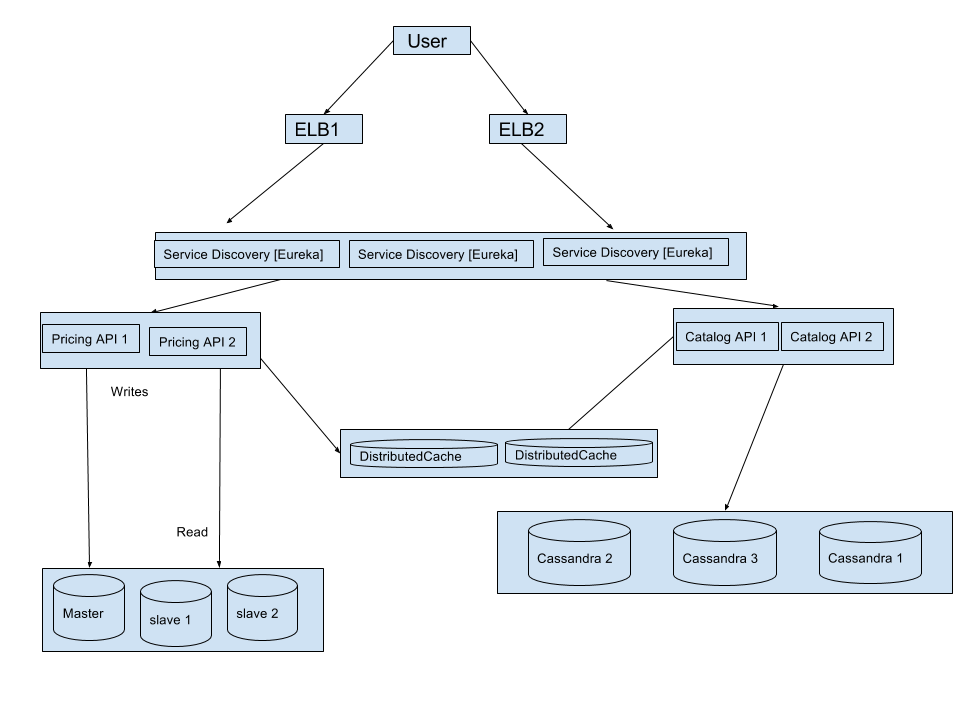 User
ELB1
ELB2
Service Discovery [Eureka]
Service Discovery [Eureka]
Service Discovery [Eureka]
Pricing API 1
Pricing API 2
Catalog API 1
Catalog API 2
Writes
DistributedCache
DistributedCache
Read
Cassandra 2
Cassandra 3
Cassandra 1
Master
slave 1
slave 2